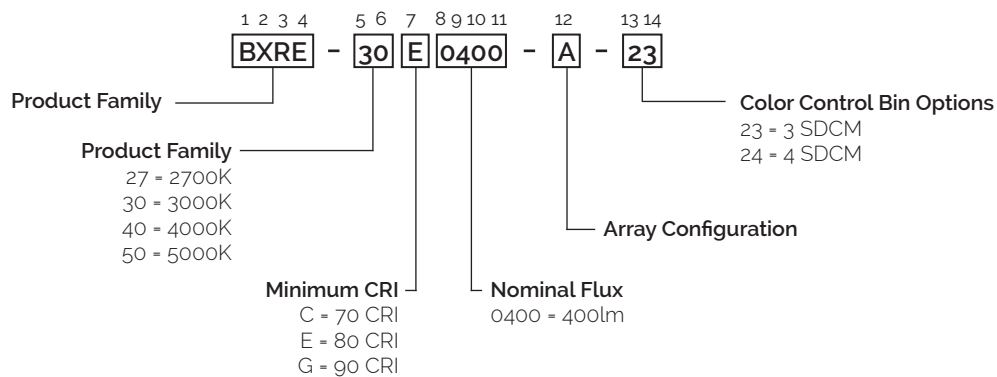 1 2 3 4 5 6 7 8 9 10 11 12 13 14
BXRE - 30 E 0400 - A - 23
Product Family
Color Control Bin Options
23 = 3 SDCM
24 = 4 SDCM
Product Family
27 = 2700K
30 = 3000K
40 = 4000K
50 = 5000K
Array Configuration
Minimum CRI
C = 70 CRI
E = 80 CRI
G = 90 CRI
Nominal Flux
0400 = 400lm